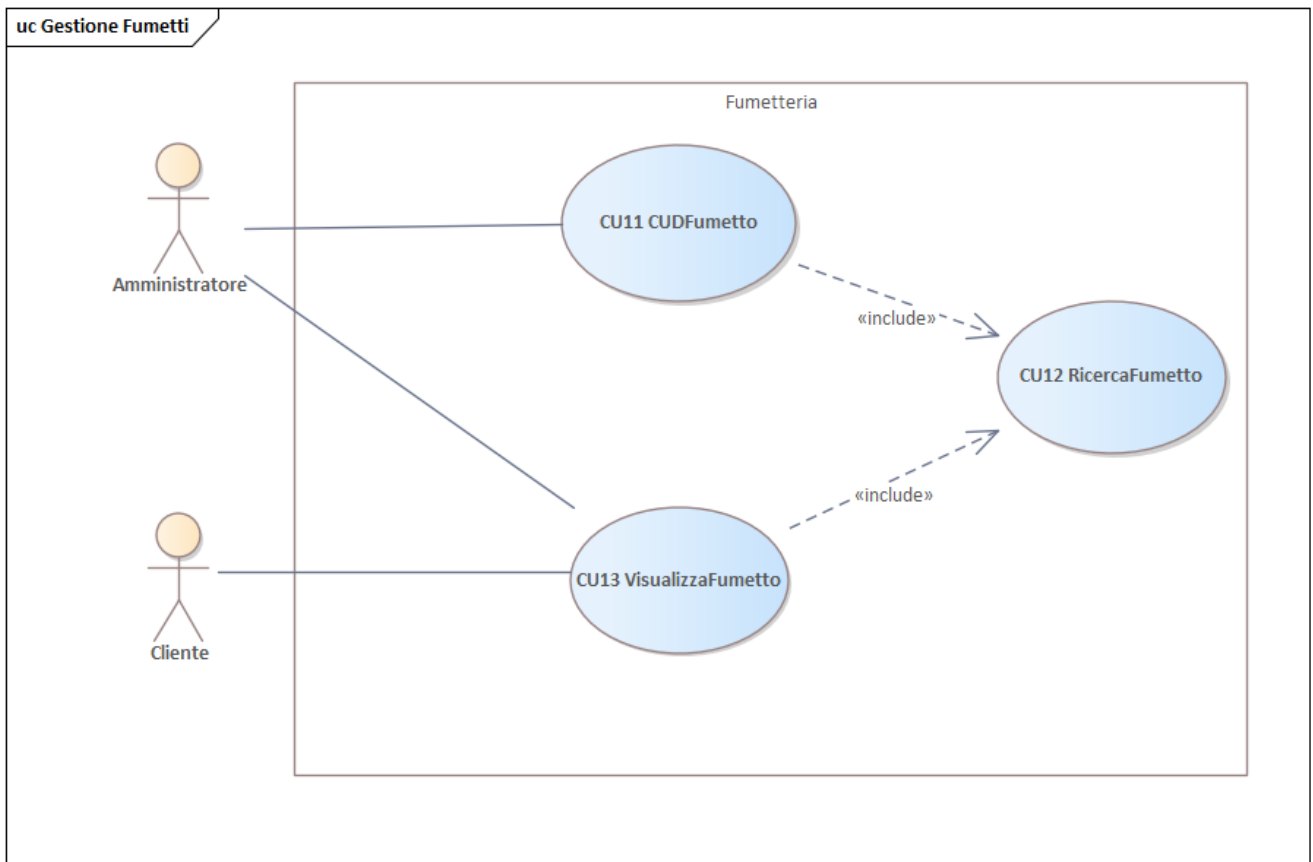 uc Gestione Fumetti
Fumetteria
CU11 CUDFumetto
Amministratore
«include»
CU12 RicercaFumetto
«include»
CU13 VisualizzaFumetto
Cliente